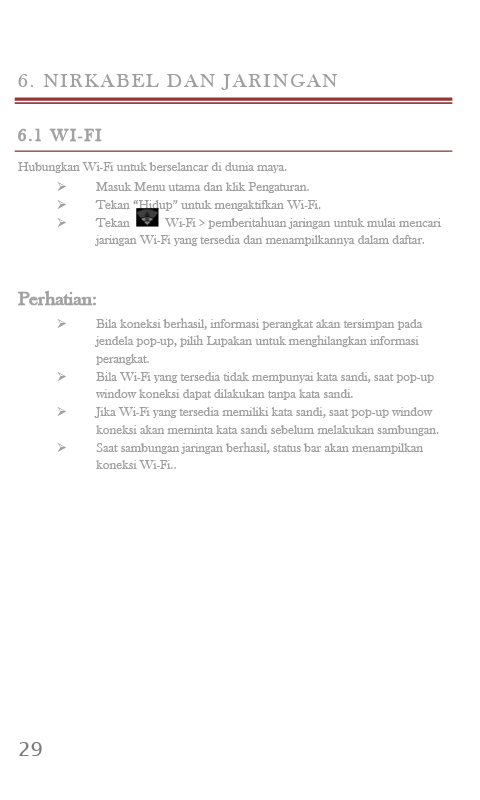 6. NIRKABEL DAN JARINGAN
6.1 WI-FI
Hubungkan Wi-Fi untuk berselancar di dunia maya.
➢ Masuk Menu utama dan klik Pengaturan.
➢ Tekan “Hidup” untuk mengaktifkan Wi-Fi.
➢ Tekan Wi-Fi > pemberitahuan jaringan untuk mulai mencari
jaringan Wi-Fi yang tersedia dan menampilkannya dalam daftar.
Perhatian:
➢ Bila koneksi berhasil, informasi perangkat akan tersimpan pada
jendela pop-up, pilih Lupakan untuk menghilangkan informasi
perangkat.
➢ Bila Wi-Fi yang tersedia tidak mempunyai kata sandi, saat pop-up
window koneksi dapat dilakukan tanpa kata sandi.
➢ Jika Wi-Fi yang tersedia memiliki kata sandi, saat pop-up window
koneksi akan meminta kata sandi sebelum melakukan sambungan.
➢ Saat sambungan jaringan berhasil, status bar akan menampilkan
koneksi Wi-Fi..
29